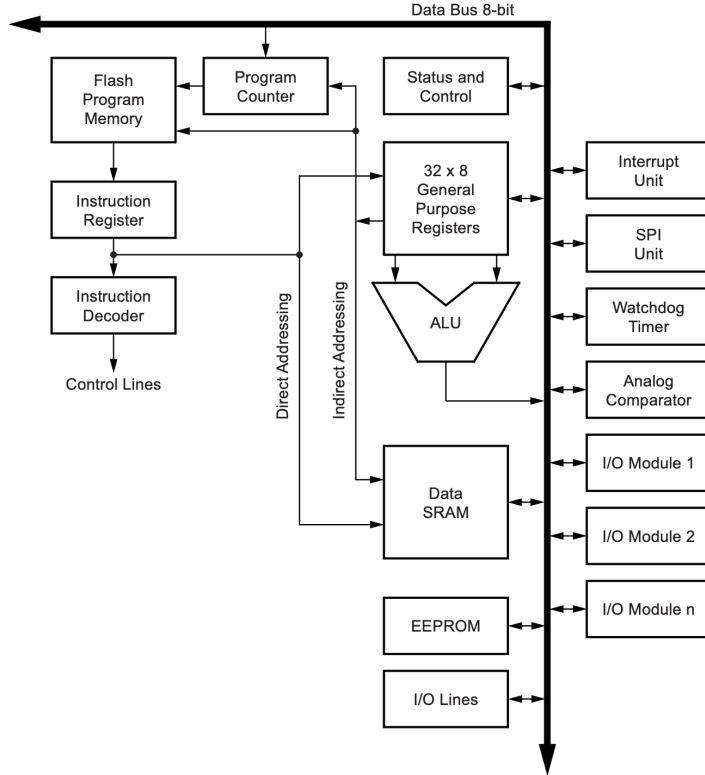 Data Bus 8-bit
Flash
Program
Memory
Program
Counter
Status and
Control
32 x 8
General
Purpose
Registers
Interrupt
Unit
Instruction
Register
SPI
Unit
Instruction
Decoder
Direct Addressing
Indirect Addressing
ALU
Watchdog
Timer
Control Lines
Analog
Comparator
Data
SRAM
I/O Module 1
I/O Module 2
EEPROM
I/O Module n
I/O Lines